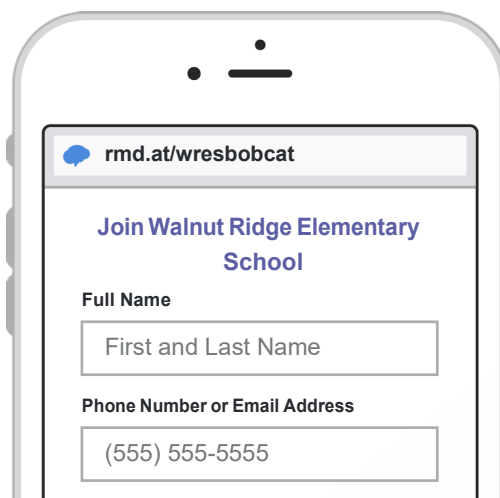 rmd.at/wresbobcat
Join Walnut Ridge Elementary
School
Full Name
First and Last Name
Phone Number or Email Address
(555) 555-5555